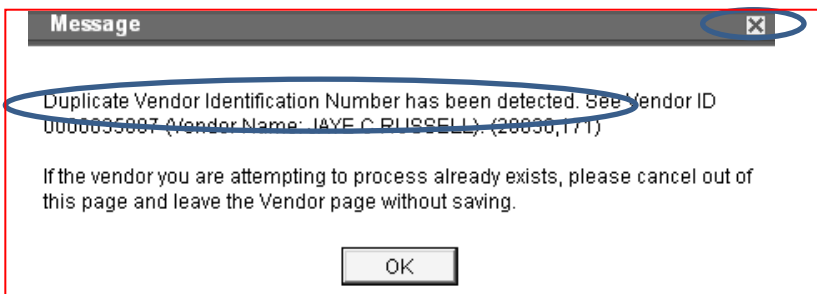 Message
Duplicate Vendor Identification Number has been detected. See Vendor ID
(Vendor Name: JAYE C RUSSELL).
If the vendor you are attempting to process already exists, please cancel out of
this page and leave the Vendor page without saving.
OK